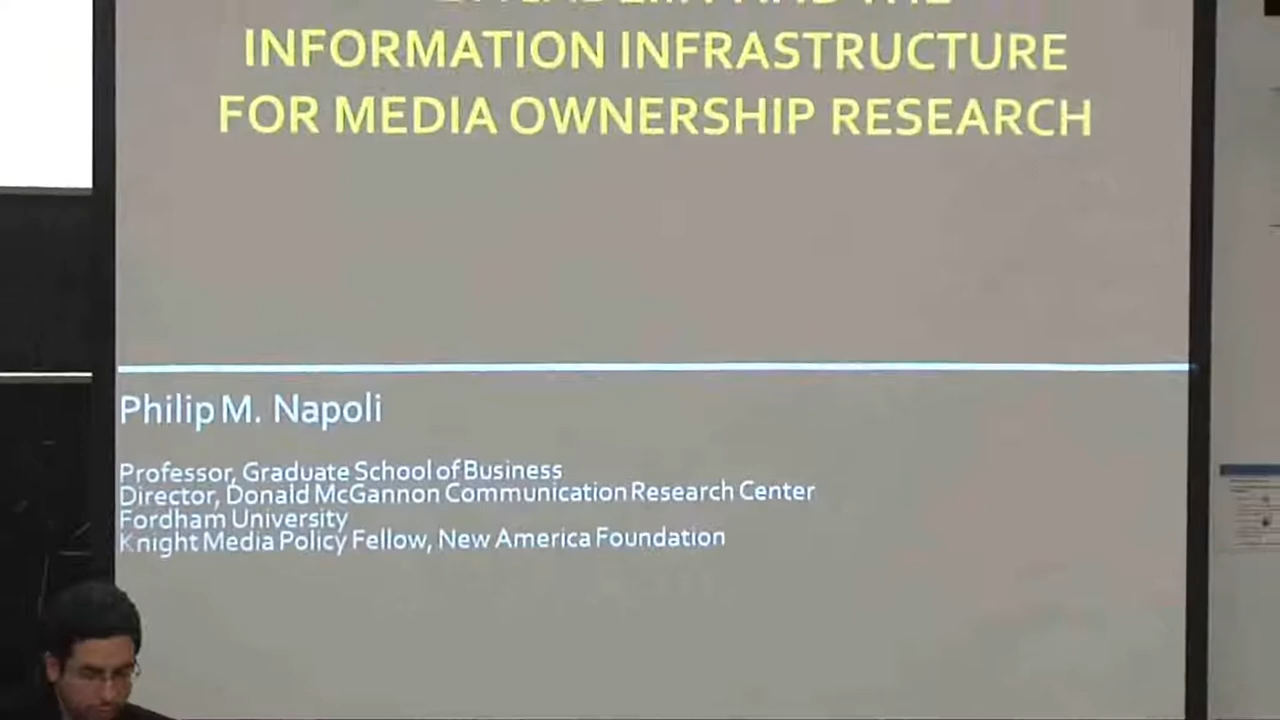 INFORMATION INFRASTRUCTURE
FOR MEDIA OWNERSHIP RESEARCH
Philip M. Napoli
Professor, Graduate School of Business
Director, Donald McGannon Communication Research Center
Fordham University
Knight Media Policy Fellow, New America Foundation